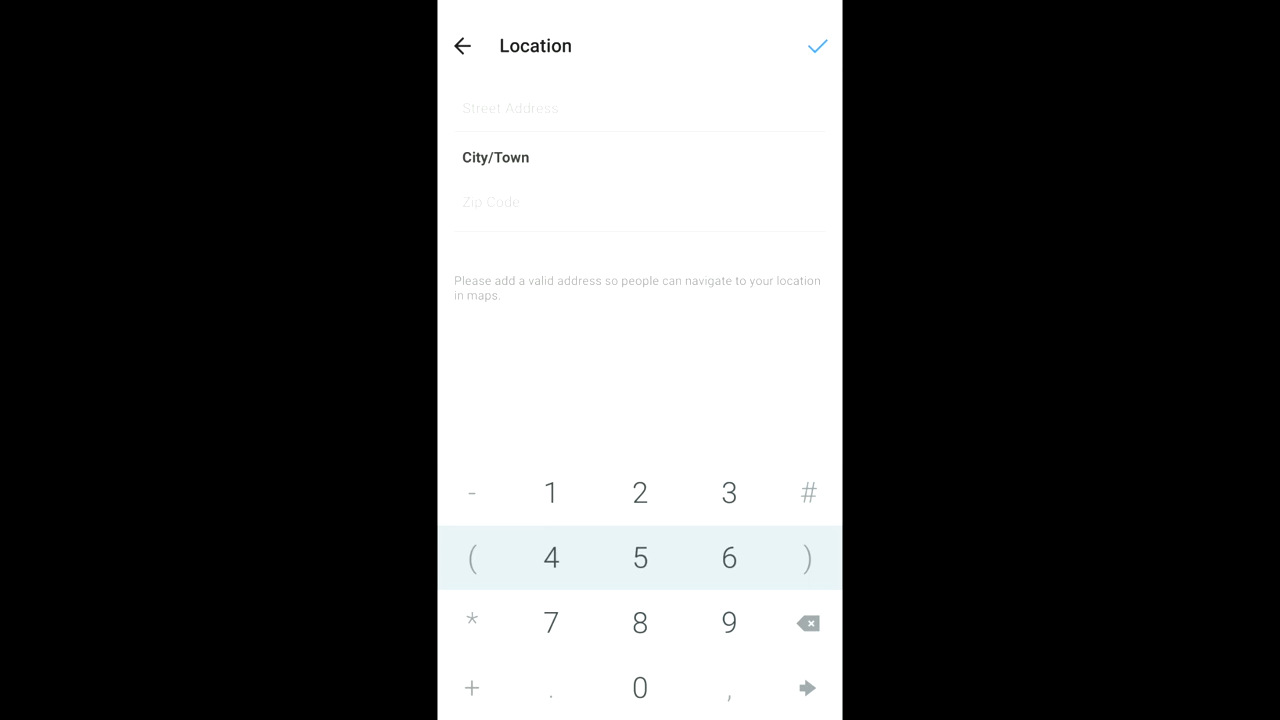 Location
Street Address
City/Town
Zip Code
Please add a valid address so people can navigate to your location
in maps.
- 1 2 3 #
( 4 5 6 )
* 7 8 9
+ . 0 ,